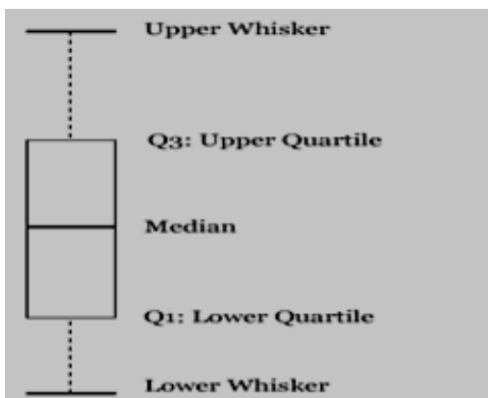 Upper Whisker
Q3: Upper Quartile
Median
Q1: Lower Quartile
Lower Whisker